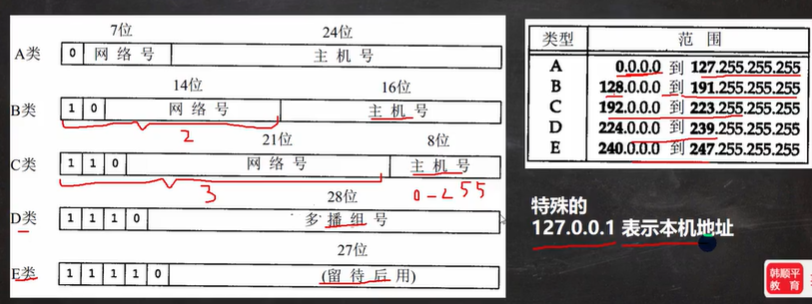 7位 24位
A类 0 网络号 主机号
14位 16位
B类 1 0 网络号 主机号
2
21位 8位
C类 1 1 0 网络号 主机号
3 0-255
28位
D类 1 1 1 0 多播组号
27位
E类 1 1 1 1 0 (留待后用)
类型 范围
A 0.0.0.0 到 127.255.255.255
B 128.0.0.0 到 191.255.255.255
C 192.0.0.0 到 223.255.255.255
D 224.0.0.0 到 239.255.255.255
E 240.0.0.0 到 247.255.255.255
特殊的
127.0.0.1 表示本机地址
韩顺平
教育